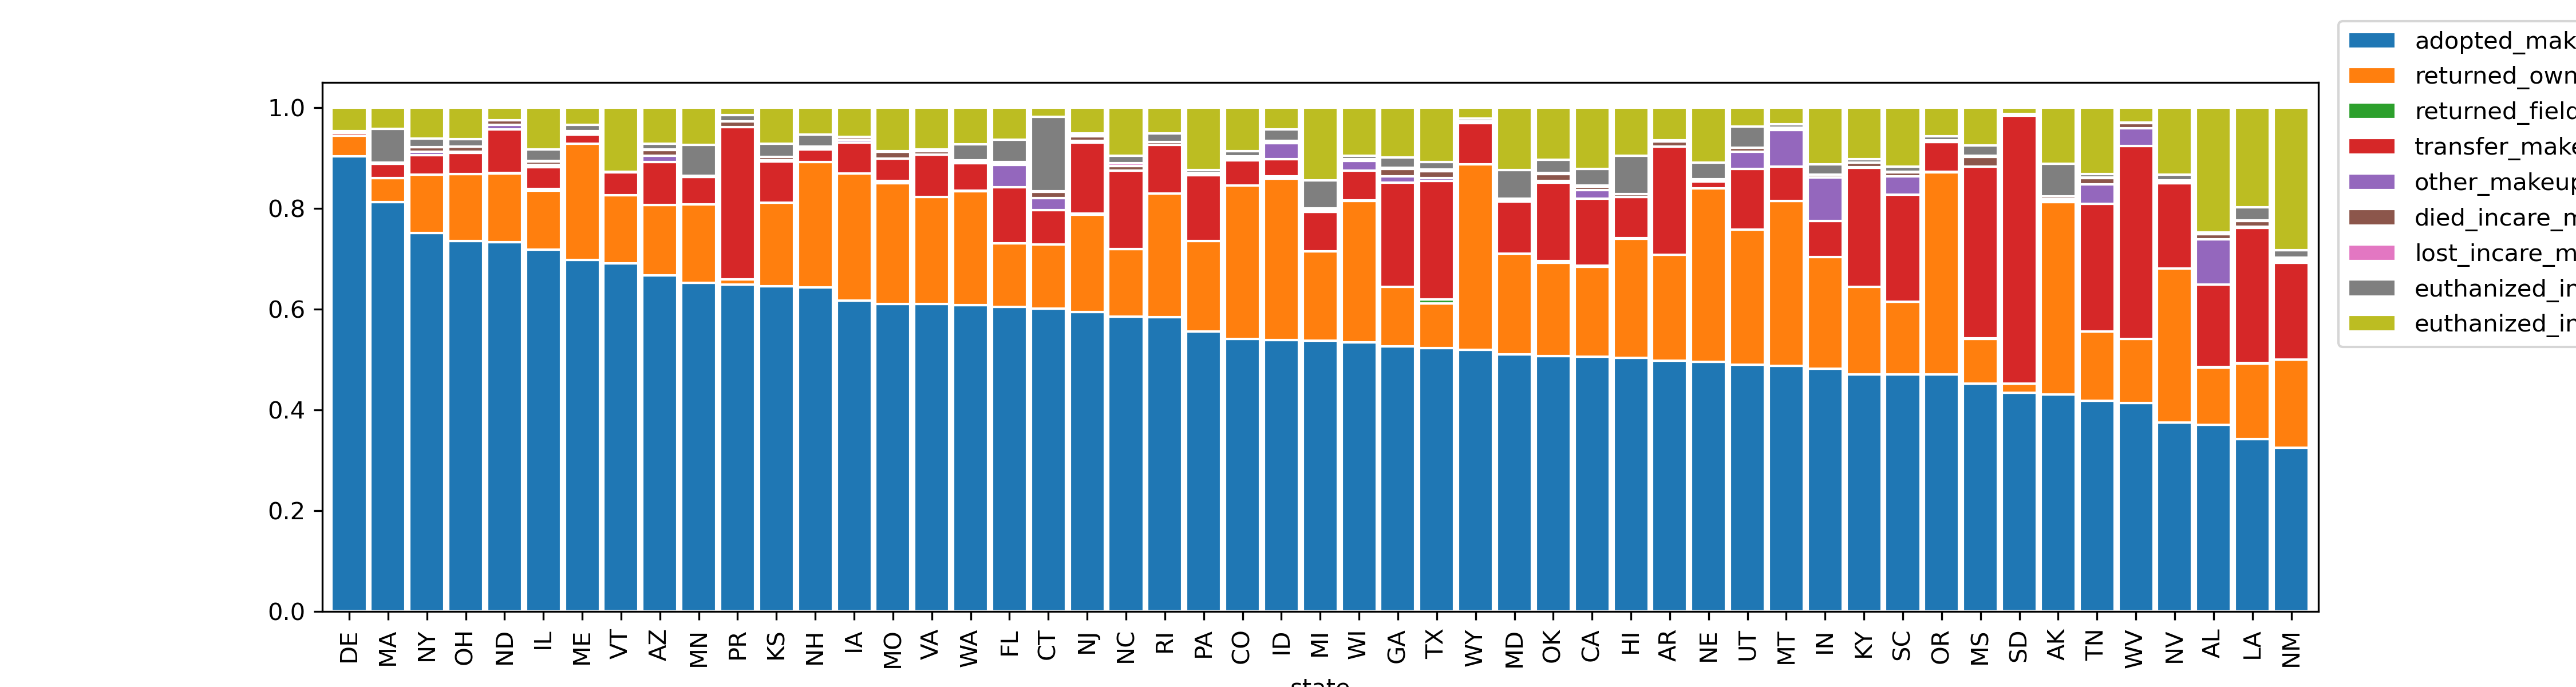 1.0
0.8
0.6
0.4
0.2
0.0
DE MA NY OH ND IL ME VT AZ MN PR KS NH IA MO VA WA FL CT NJ NC RI PA CO ID MI WI GA TX WY MD OK CA HI AR NE UT MT IN KY SC OR MS SD AK TN WV NV AL LA NM
state
adopted_mak
returned_own
returned_field
transfer_make
other_makeup
died_incare_m
lost_incare_m
euthanized_in
euthanized_in